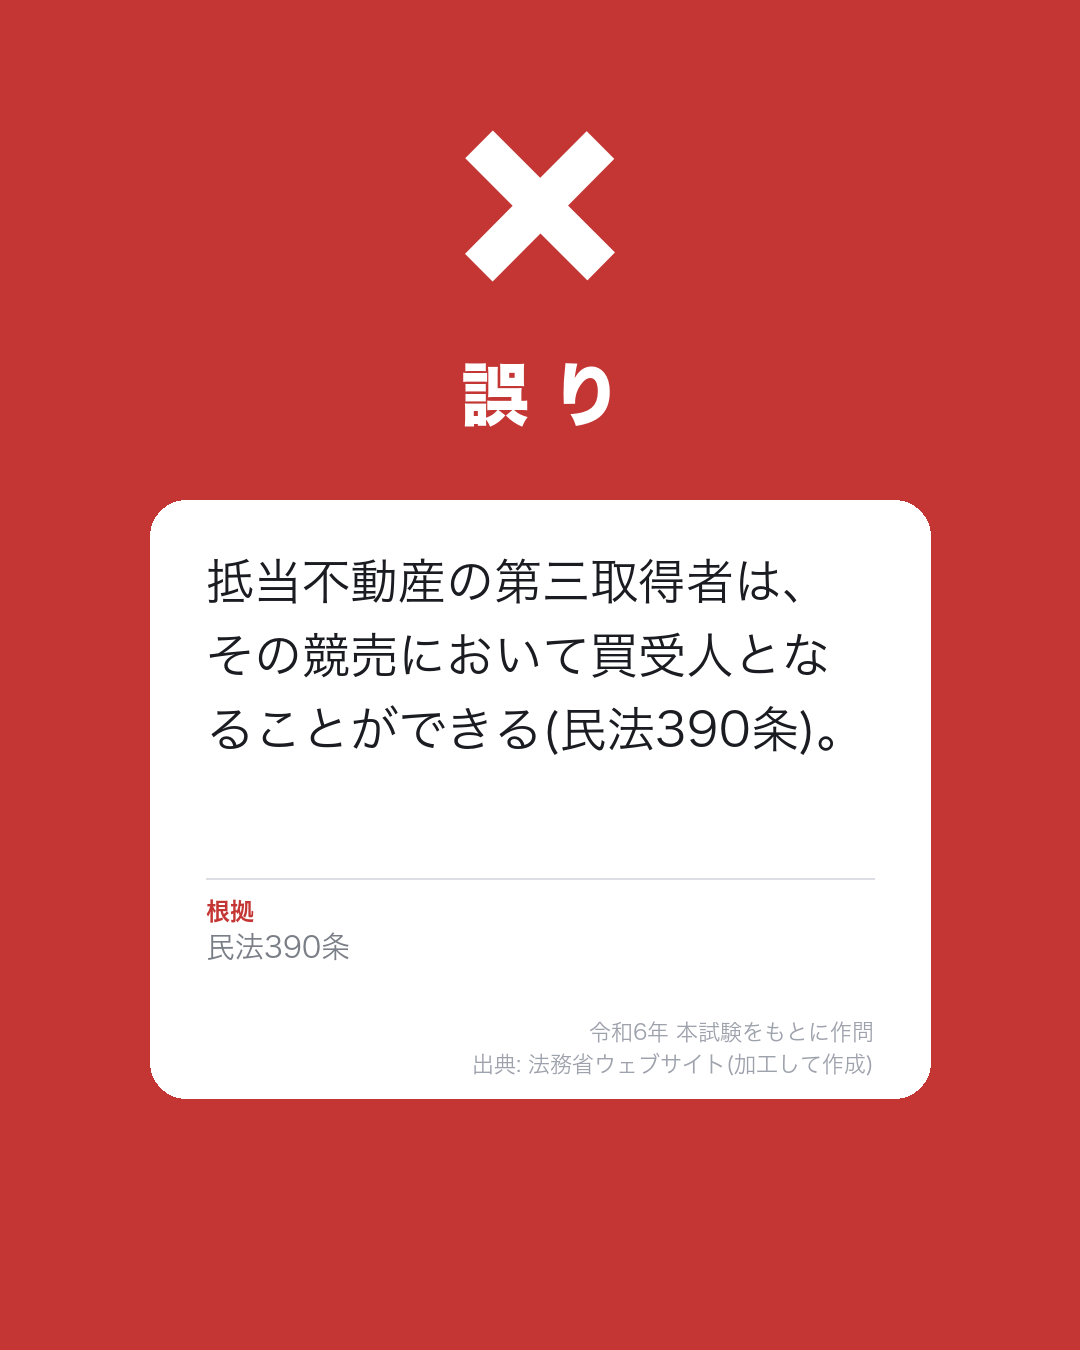 誤り
抵当不動産の第三取得者は、
その競売において買受人とな
ることができる(民法390条)。
根拠
民法390条
令和6年 本試験をもとに作問
出典: 法務省ウェブサイト(加工して作成)